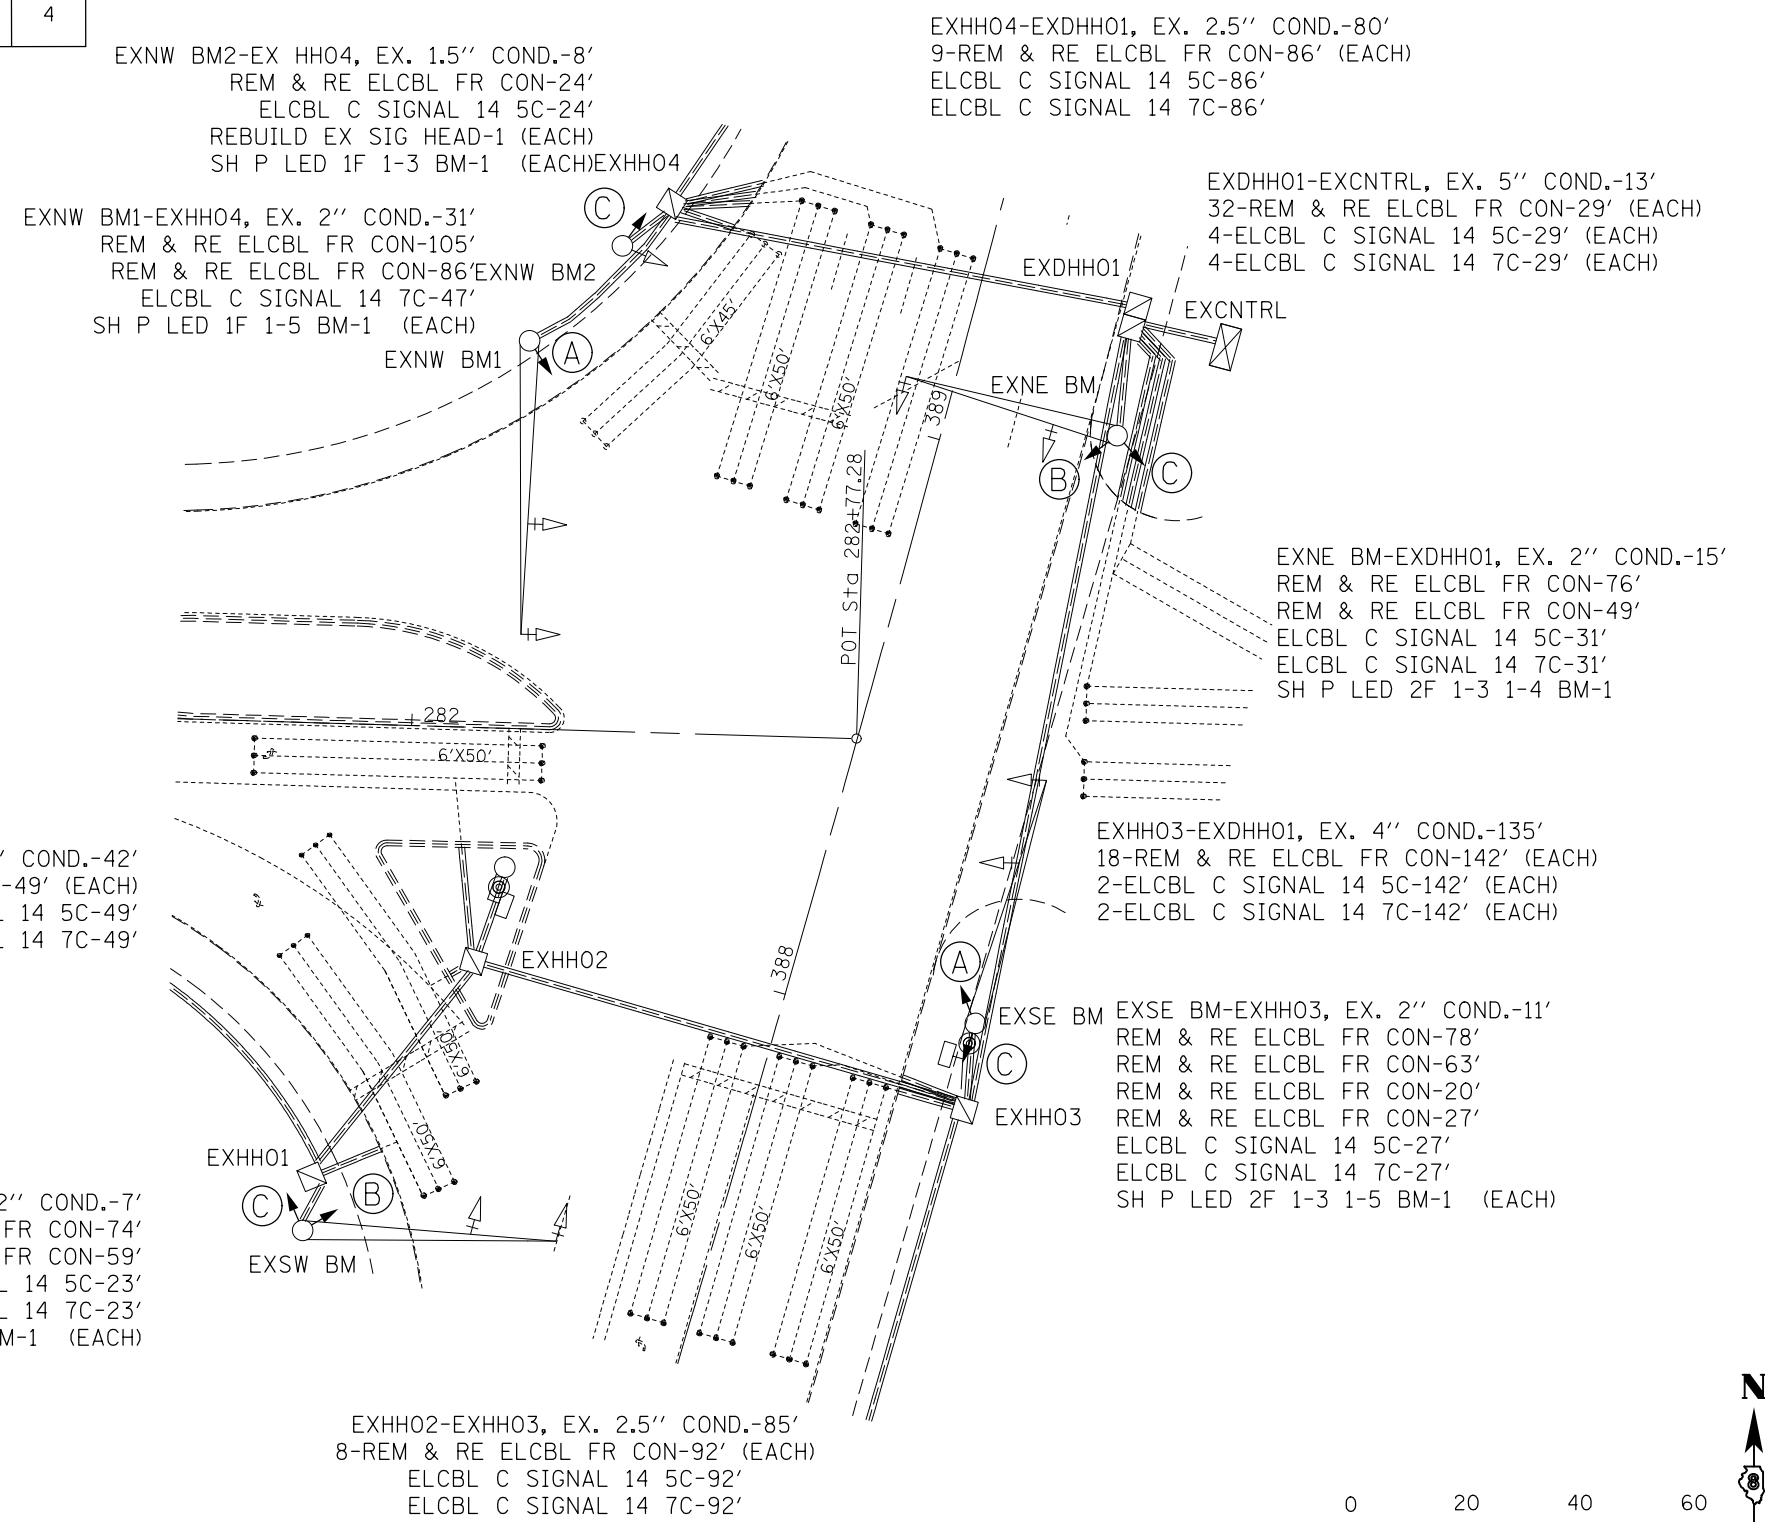 4
EXNW BM2-EX HH04, EX. 1.5'' COND.-8'
REM & RE ELCBL FR CON-24'
ELCBL C SIGNAL 14 5C-24'
REBUILD EX SIG HEAD-1 (EACH)
SH P LED 1F 1-3 BM-1 (EACH)
EXHH04
EXHH04-EXDHH01, EX. 2.5'' COND.-80'
9-REM & RE ELCBL FR CON-86' (EACH)
ELCBL C SIGNAL 14 5C-86'
ELCBL C SIGNAL 14 7C-86'
EXDHH01-EXCNTRL, EX. 5'' COND.-13'
32-REM & RE ELCBL FR CON-29' (EACH)
4-ELCBL C SIGNAL 14 5C-29' (EACH)
4-ELCBL C SIGNAL 14 7C-29' (EACH)
C
EXNW BM1-EXHH04, EX. 2'' COND.-31'
REM & RE ELCBL FR CON-105'
REM & RE ELCBL FR CON-86'
ELCBL C SIGNAL 14 7C-47'
SH P LED 1F 1-5 BM-1 (EACH)
EXNW BM2
EXDHH01
EXCNTRL
6'X45'
A
EXNW BM1
6'X50'
6'X50'
EXNE BM
389
B
C
POT Sta 282+77.28
EXNE BM-EXDHH01, EX. 2'' COND.-15'
REM & RE ELCBL FR CON-76'
REM & RE ELCBL FR CON-49'
ELCBL C SIGNAL 14 5C-31'
ELCBL C SIGNAL 14 7C-31'
SH P LED 2F 1-3 1-4 BM-1
282
6'X50'
EXHH03-EXDHH01, EX. 4'' COND.-135'
18-REM & RE ELCBL FR CON-142' (EACH)
2-ELCBL C SIGNAL 14 5C-142' (EACH)
2-ELCBL C SIGNAL 14 7C-142' (EACH)
' COND.-42'
-49' (EACH)
L 14 5C-49'
L 14 7C-49'
EXHH02
388
A
EXSE BM
C
EXHH03
EXSE BM-EXHH03, EX. 2'' COND.-11'
REM & RE ELCBL FR CON-78'
REM & RE ELCBL FR CON-63'
REM & RE ELCBL FR CON-20'
REM & RE ELCBL FR CON-27'
ELCBL C SIGNAL 14 5C-27'
ELCBL C SIGNAL 14 7C-27'
SH P LED 2F 1-3 1-5 BM-1 (EACH)
6'X50'
6'X50'
EXHH01
C
B
EXSW BM
2'' COND.-7'
FR CON-74'
FR CON-59'
L 14 5C-23'
L 14 7C-23'
M-1 (EACH)
6'X50'
6'X50'
6'X50'
EXHH02-EXHH03, EX. 2.5'' COND.-85'
8-REM & RE ELCBL FR CON-92' (EACH)
ELCBL C SIGNAL 14 5C-92'
ELCBL C SIGNAL 14 7C-92'
N
8
0 20 40 60